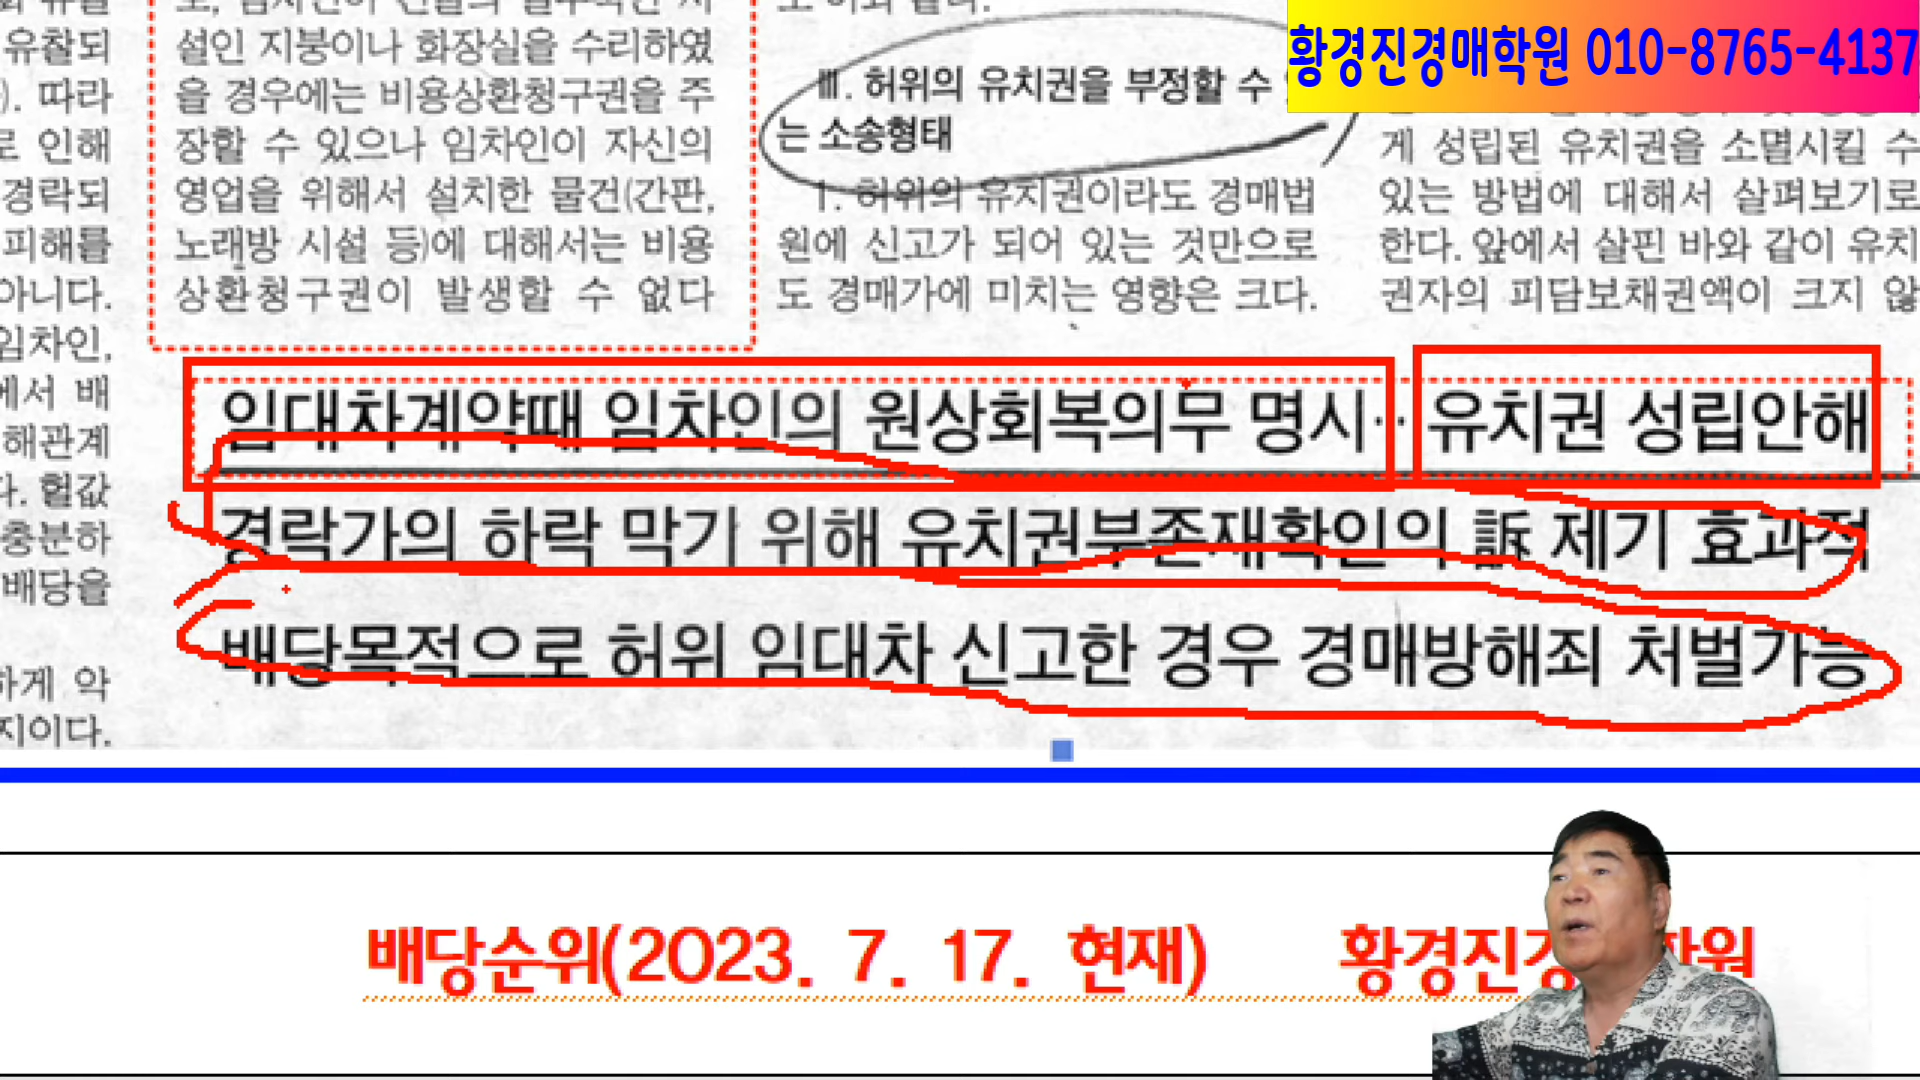 황경진경매학원 010-8765-4137
유찰되
). 따라
로 인해
경락되
피해를
아니다.
임차인,
에서 배
해관계
다. 헐값
충분하
배당을
하게 악
지이다.
설인 지붕이나 화장실을 수리하였
을 경우에는 비용상환청구권을 주
장할 수 있으나 임차인이 자신의
영업을 위해서 설치한 물건(간판,
노래방 시설 등)에 대해서는 비용
상환청구권이 발생할 수 없다
Ⅲ. 허위의 유치권을 부정할 수
는 소송형태
1. 허위의 유치권이라도 경매법
원에 신고가 되어 있는 것만으로
도 경매가에 미치는 영향은 크다.
게 성립된 유치권을 소멸시킬 수
있는 방법에 대해서 살펴보기로
한다. 앞에서 살핀 바와 같이 유치
권자의 피담보채권액이 크지 않
임대차계약때 임차인의 원상회복의무 명시… 유치권 성립안해
경락가의 하락 막기 위해 유치권부존재확인의 訴 제기 효과적
배당목적으로 허위 임대차 신고한 경우 경매방해죄 처벌가능
배당순위(2023. 7. 17. 현재) 황경진경 학원